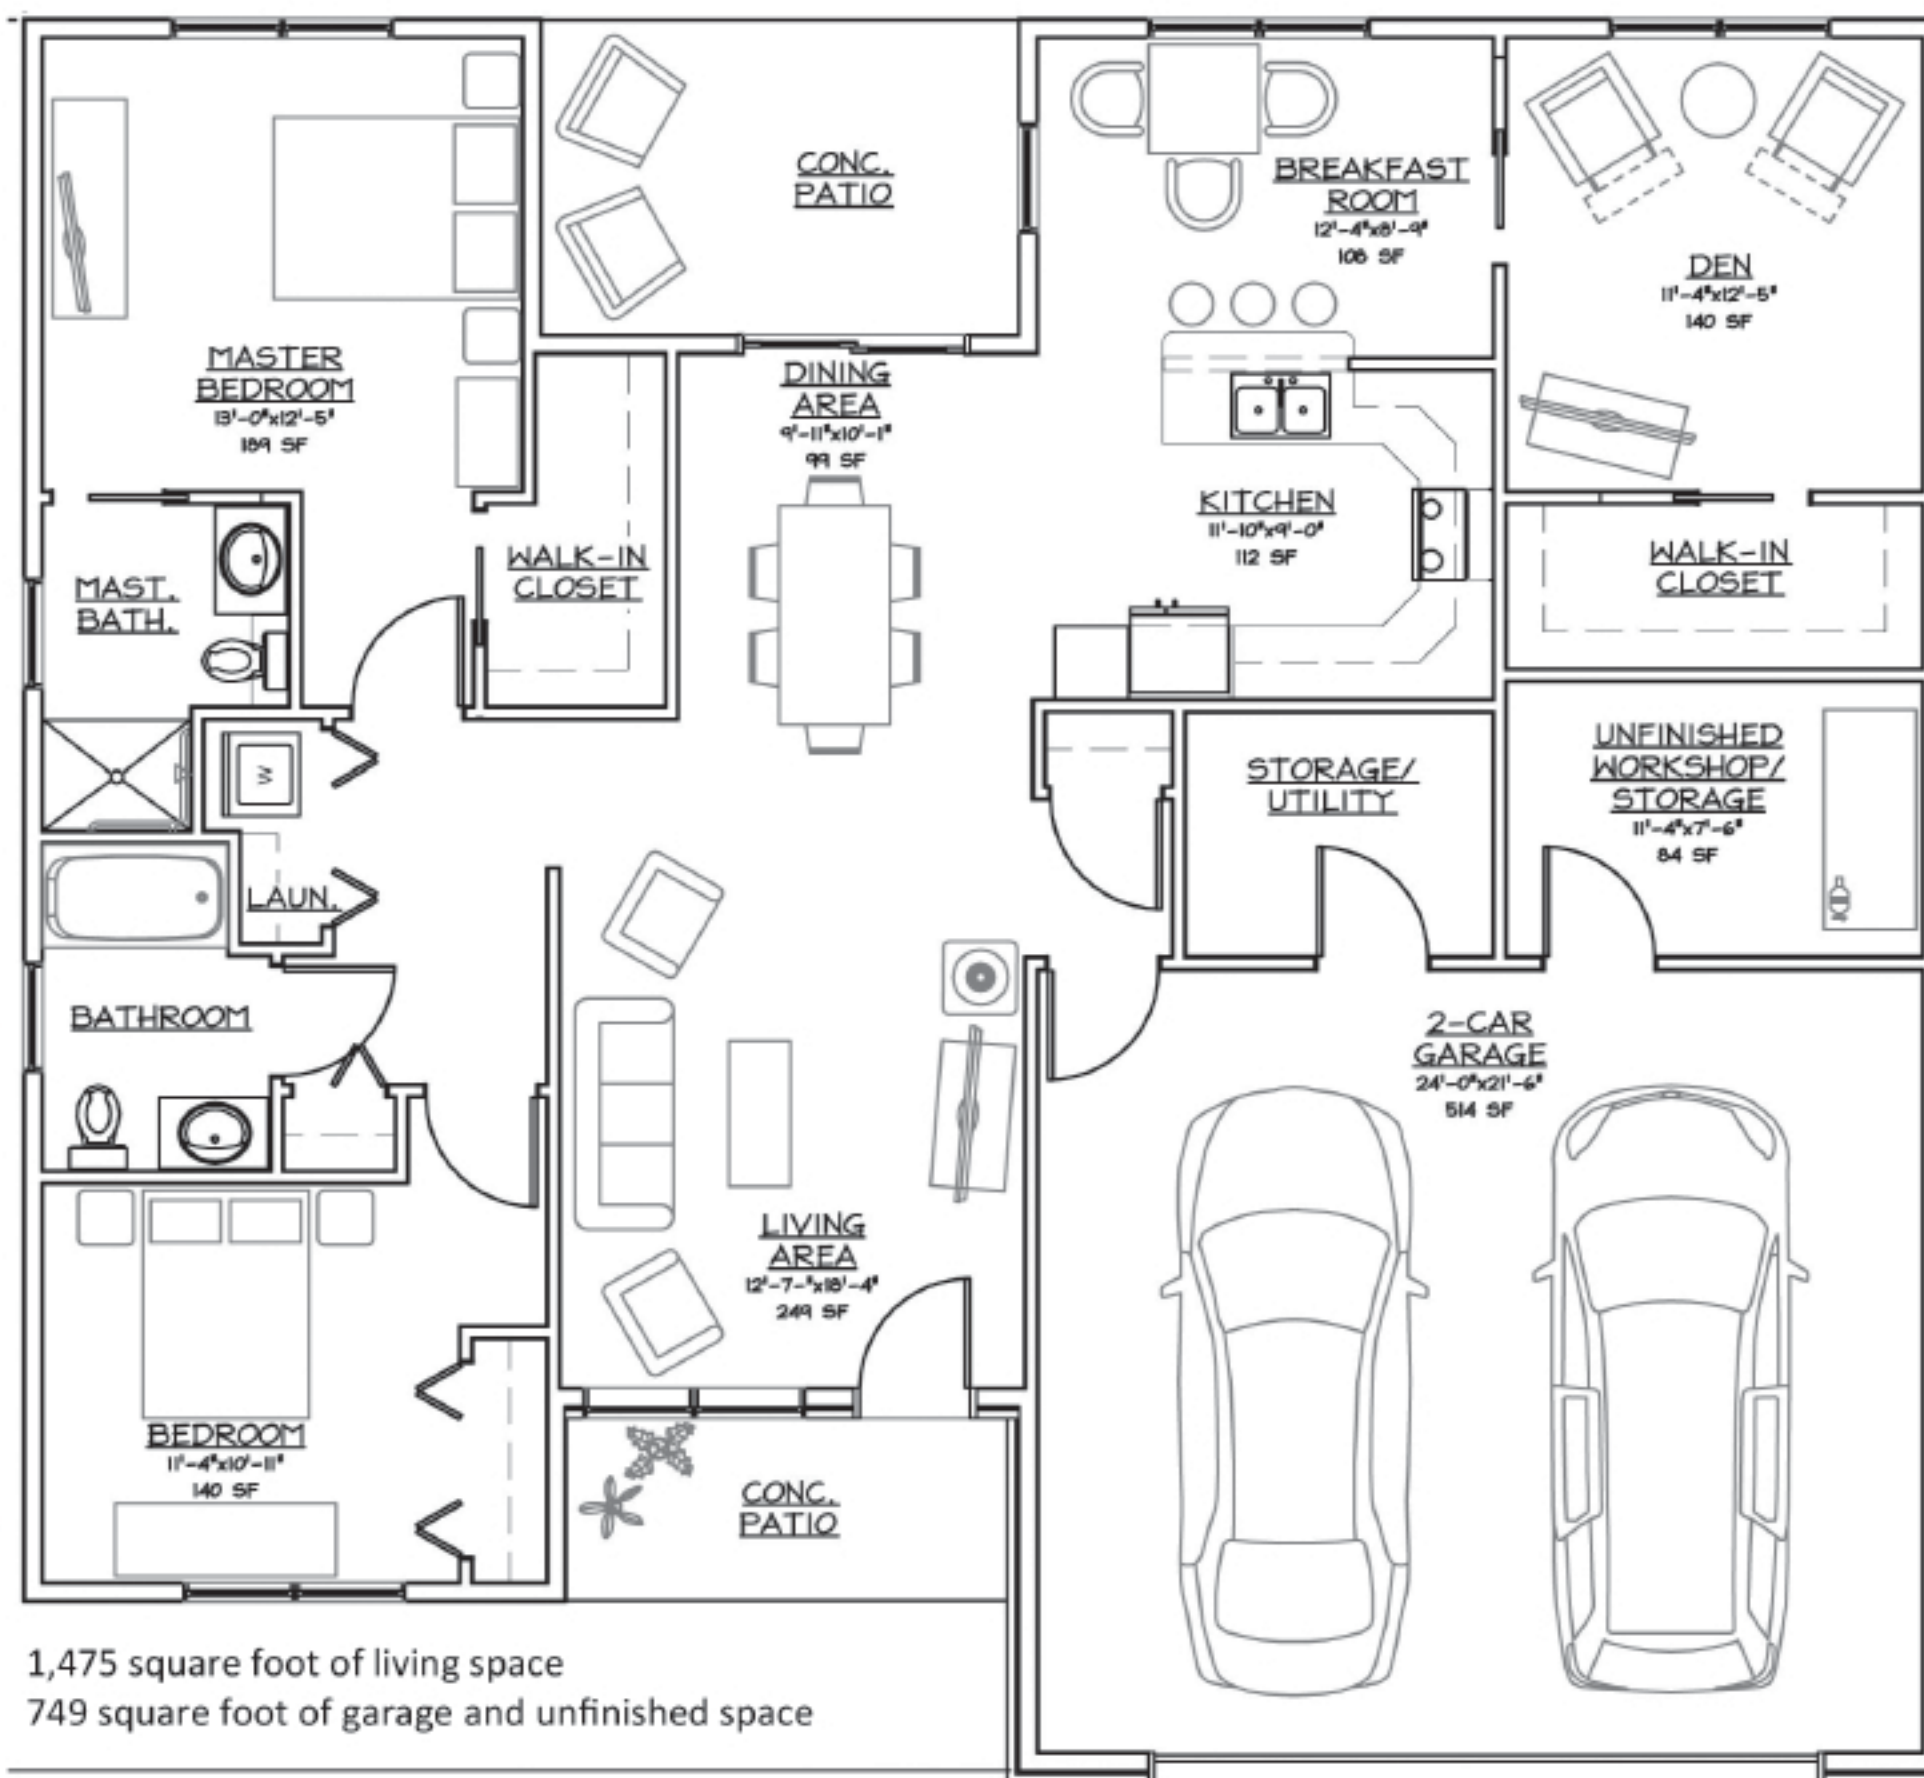 CONC.
PATIO
BREAKFAST
ROOM
12'-4"x8'-9"
108 SF
DEN
11'-4"x12'-5"
140 SF
MASTER
BEDROOM
13'-0"x12'-5"
189 SF
DINING
AREA
9'-11"x10'-1"
99 SF
KITCHEN
11'-10"x9'-0"
112 SF
WALK-IN
CLOSET
WALK-IN
CLOSET
MAST.
BATH.
W
STORAGE/
UTILITY
UNFINISHED
WORKSHOP/
STORAGE
11'-4"x7'-6"
84 SF
LAUN.
BATHROOM
2-CAR
GARAGE
24'-0"x21'-6"
514 SF
LIVING
AREA
12'-7-"x18'-4"
249 SF
BEDROOM
11'-4"x10'-11"
140 SF
CONC.
PATIO
1,475 square foot of living space
749 square foot of garage and unfinished space